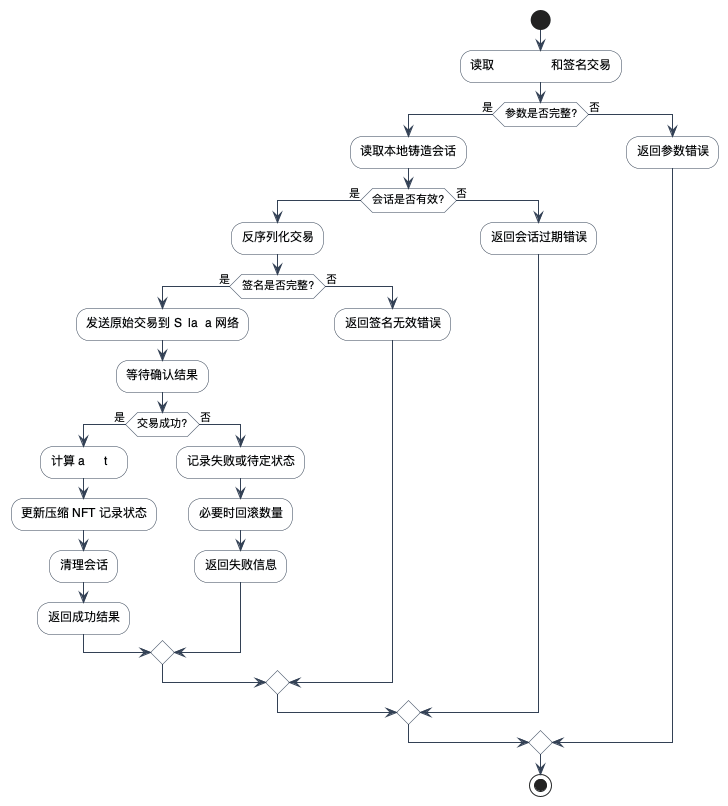 读取 和签名交易
是
参数是否完整?
否
读取本地铸造会话
返回参数错误
是
会话是否有效?
否
反序列化交易
返回会话过期错误
是
签名是否完整?
否
发送原始交易到 S la a 网络
返回签名无效错误
等待确认结果
是
交易成功?
否
计算 a t
记录失败或待定状态
更新压缩 NFT 记录状态
必要时回滚数量
清理会话
返回失败信息
返回成功结果